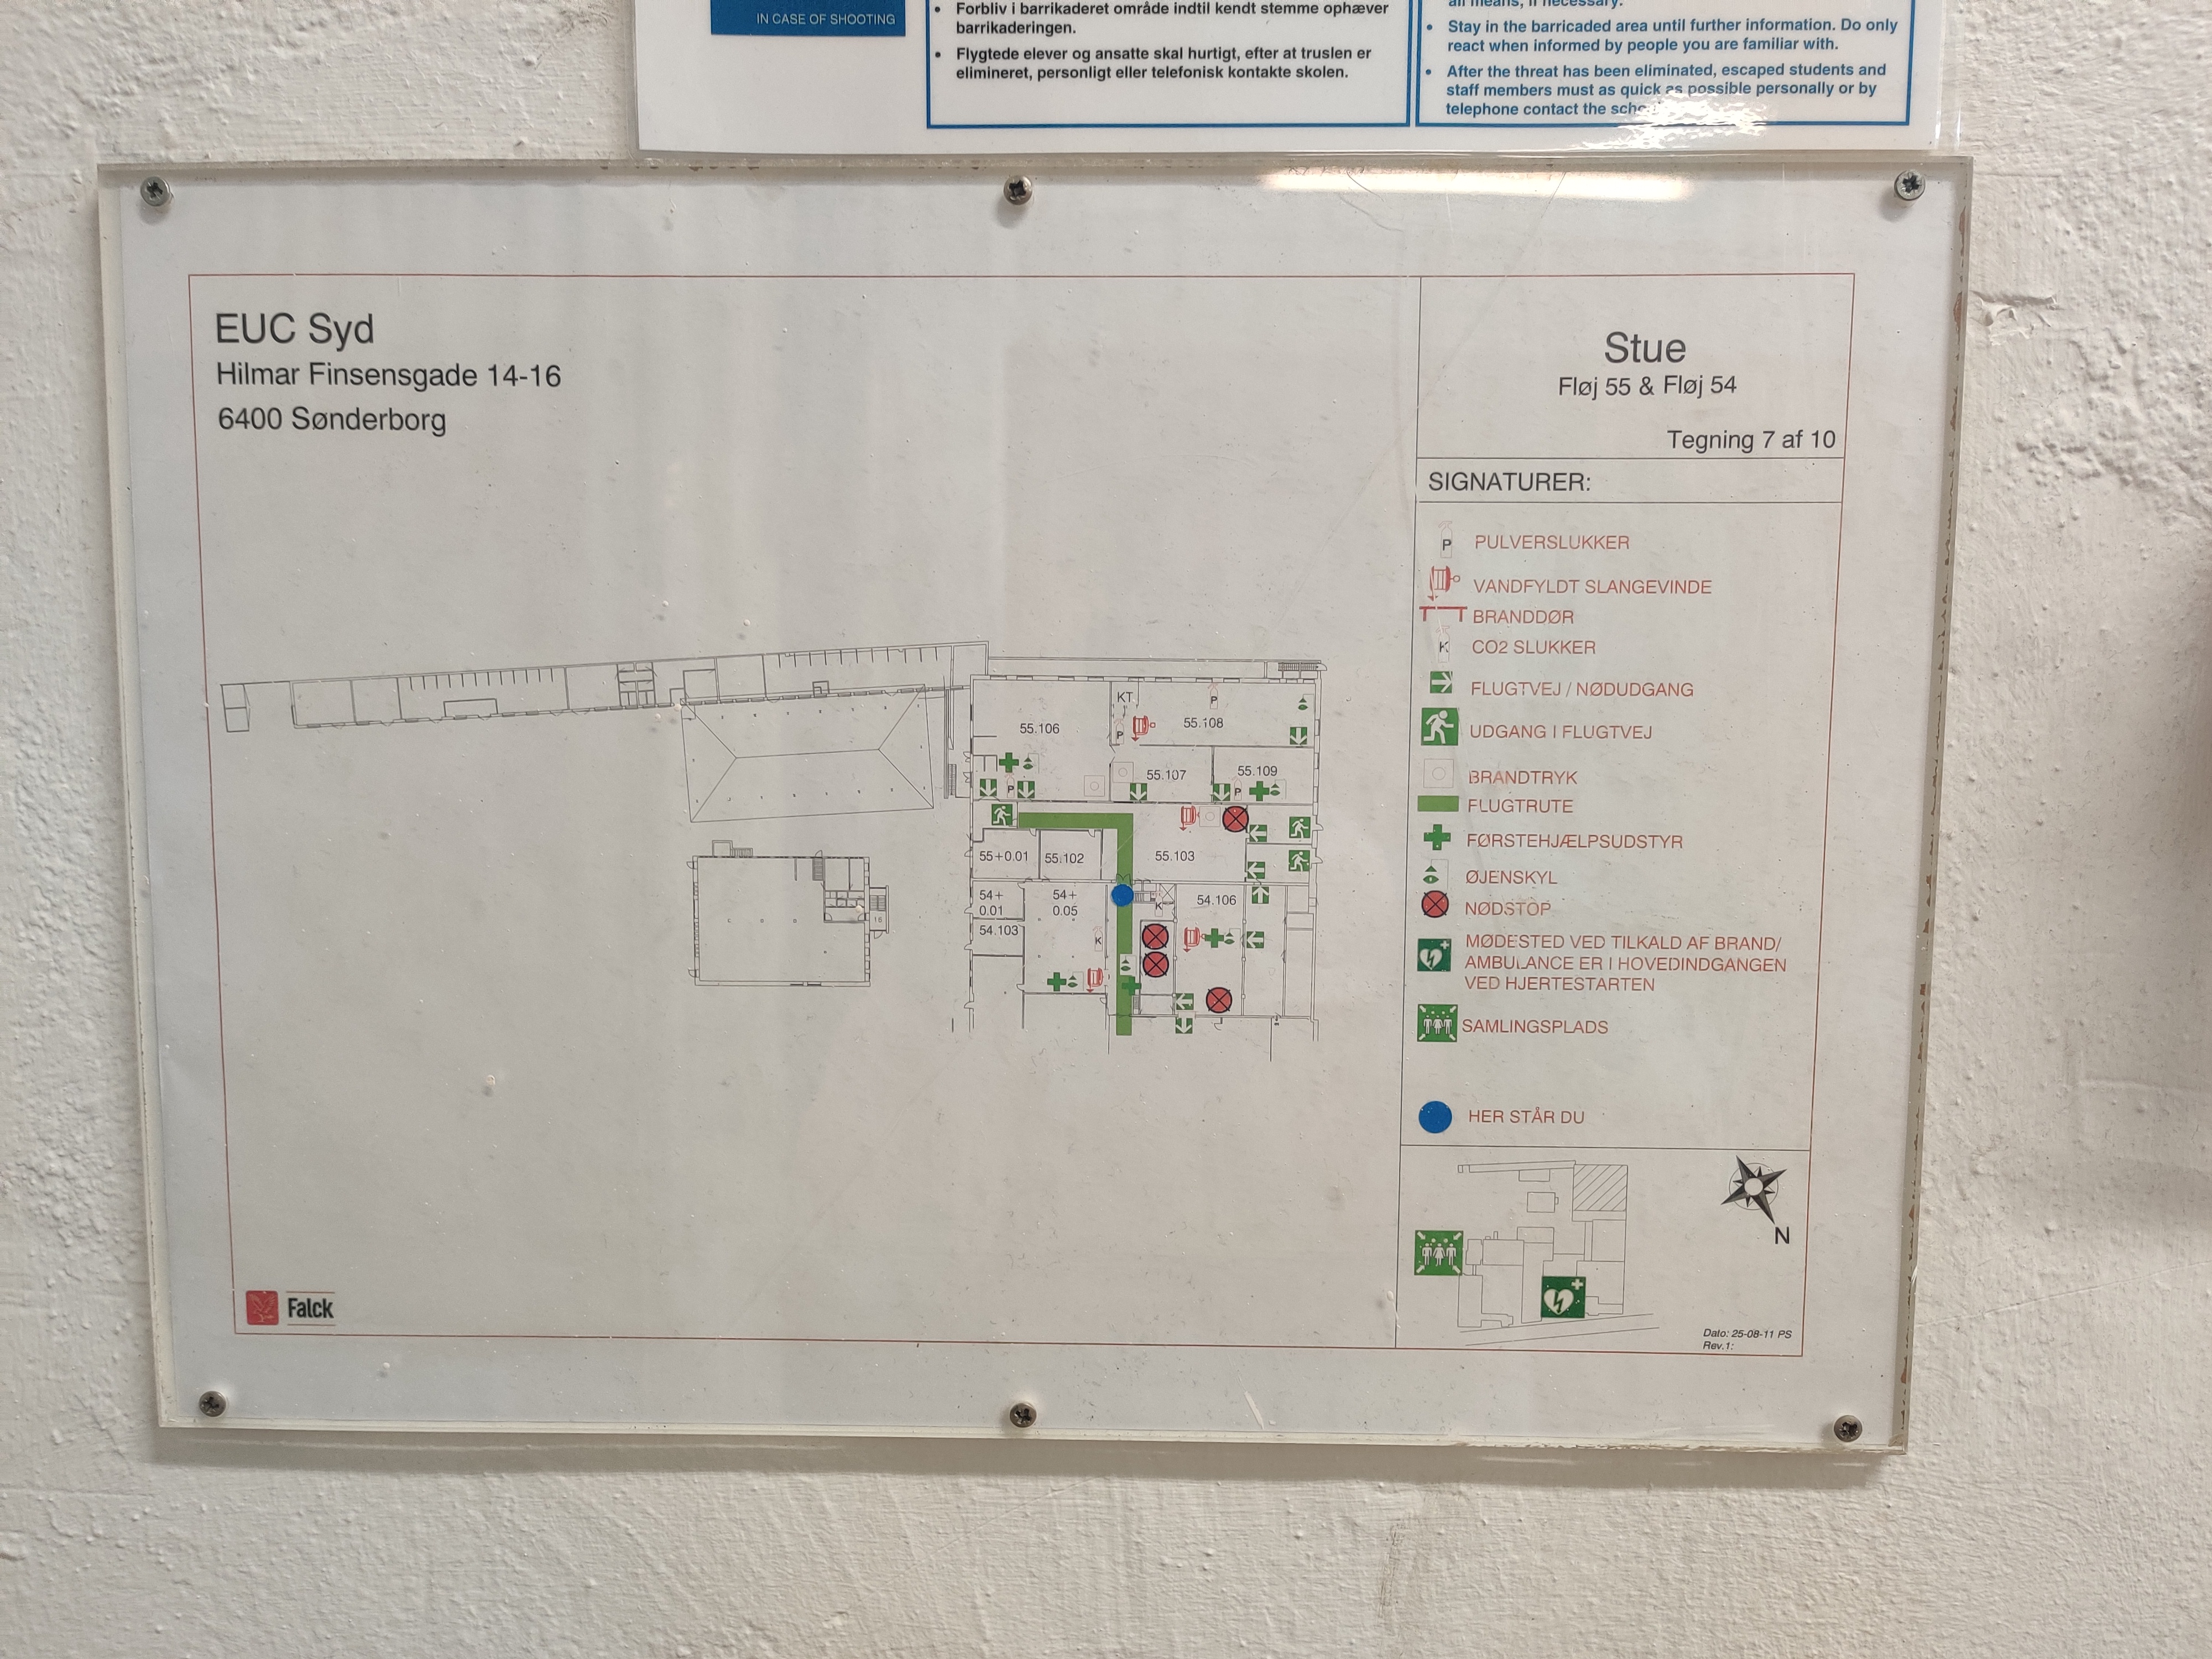 IN CASE OF SHOOTING
• Forbliv i barrikaderet område indtil kendt stemme ophæver
barrikaderingen.
• Flygtede elever og ansatte skal hurtigt, efter at truslen er
elimineret, personligt eller telefonisk kontakte skolen.
all means, if necessary.
• Stay in the barricaded area until further information. Do only
react when informed by people you are familiar with.
• After the threat has been eliminated, escaped students and
staff members must as quick as possible personally or by
telephone contact the
EUC Syd
Hilmar Finsensgade 14-16
6400 Sønderborg
Stue
Fløj 55 & Fløj 54
Tegning 7 af 10
SIGNATURER:
P PULVERSLUKKER
VANDFYLDT SLANGEVINDE
BRANDDØR
K CO2 SLUKKER
FLUGTVEJ / NØDUDGANG
UDGANG I FLUGTVEJ
BRANDTRYK
FLUGTRUTE
FØRSTEHJÆLPSUDSTYR
ØJENSKYL
NØDSTOP
MØDESTED VED TILKALD AF BRAND/
AMBULANCE ER I HOVEDINDGANGEN
VED HJERTESTARTEN
SAMLINGSPLADS
HER STÅR DU
N
Dato: 25-08-11 PS
Rev.1:
KT
P
55.106
P
55.108
55.107
55.109
P
P
55+0.01
55.102
55.103
54+
0.01
54+
0.05
K
54.106
54.103
K
16
Falck